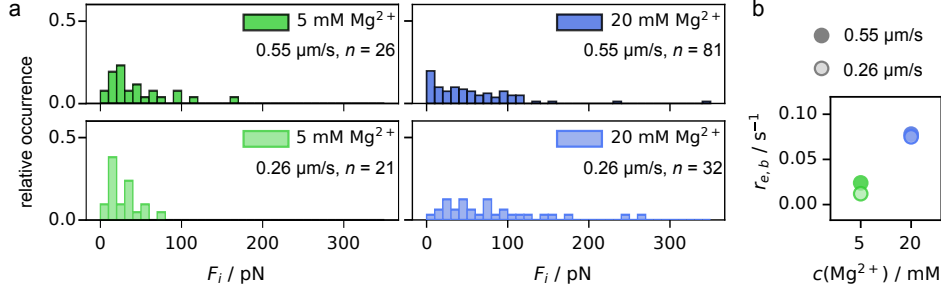 a
relative occurrence
0.5
0.0
5 mM Mg²⁺
0.55 µm/s, n = 26
20 mM Mg²⁺
0.55 µm/s, n = 81
0.5
0.0
5 mM Mg²⁺
0.26 µm/s, n = 21
20 mM Mg²⁺
0.26 µm/s, n = 32
0 100 200 300
0 100 200 300
F_i / pN
F_i / pN
b
0.55 µm/s
0.26 µm/s
r_{e, b} / s⁻¹
0.10
0.05
0.00
5 20
c(Mg²⁺) / mM